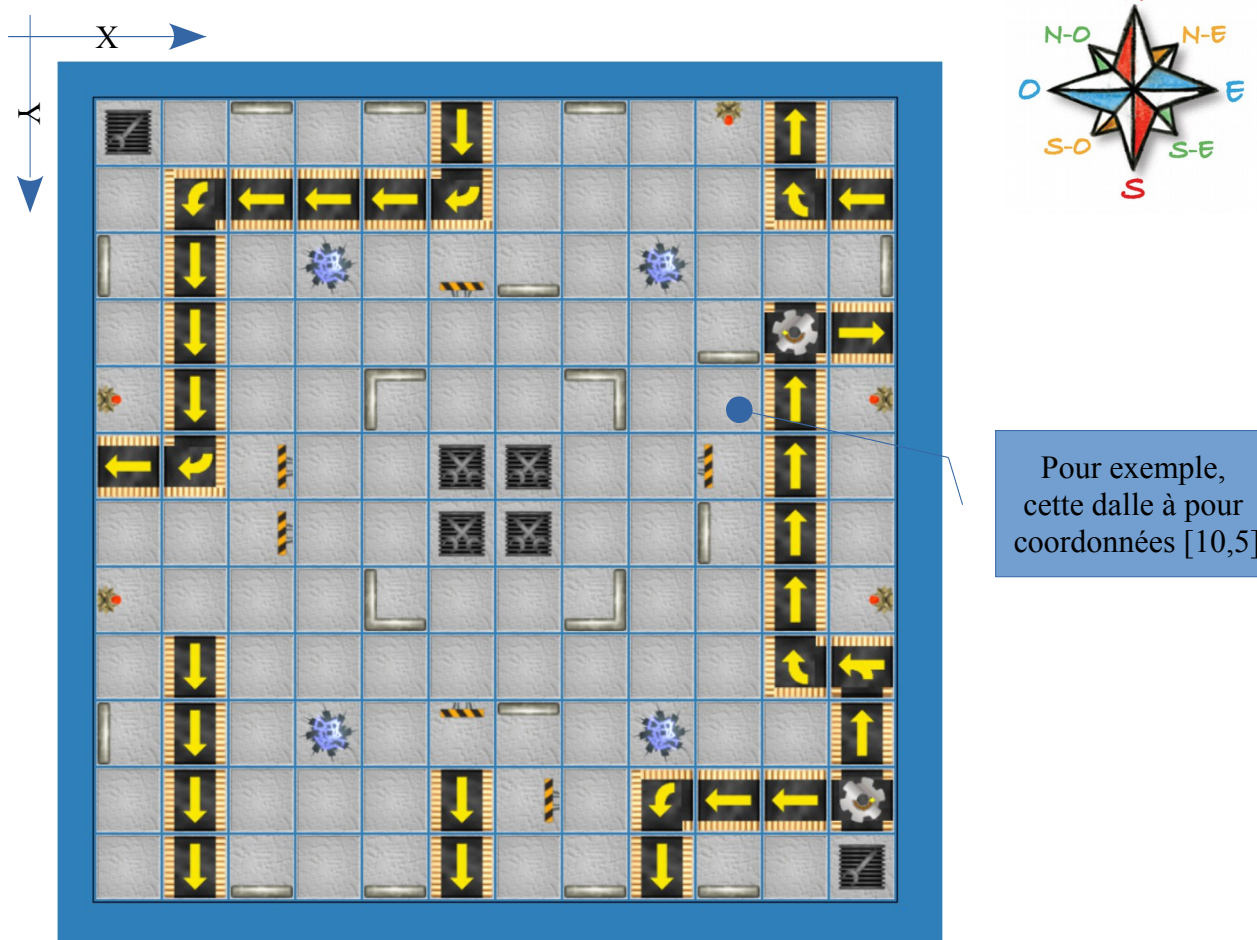 X
Y
N-O
N-E
O
E
S-O
S-E
S
Pour exemple,
cette dalle à pour
coordonnées [10,5]